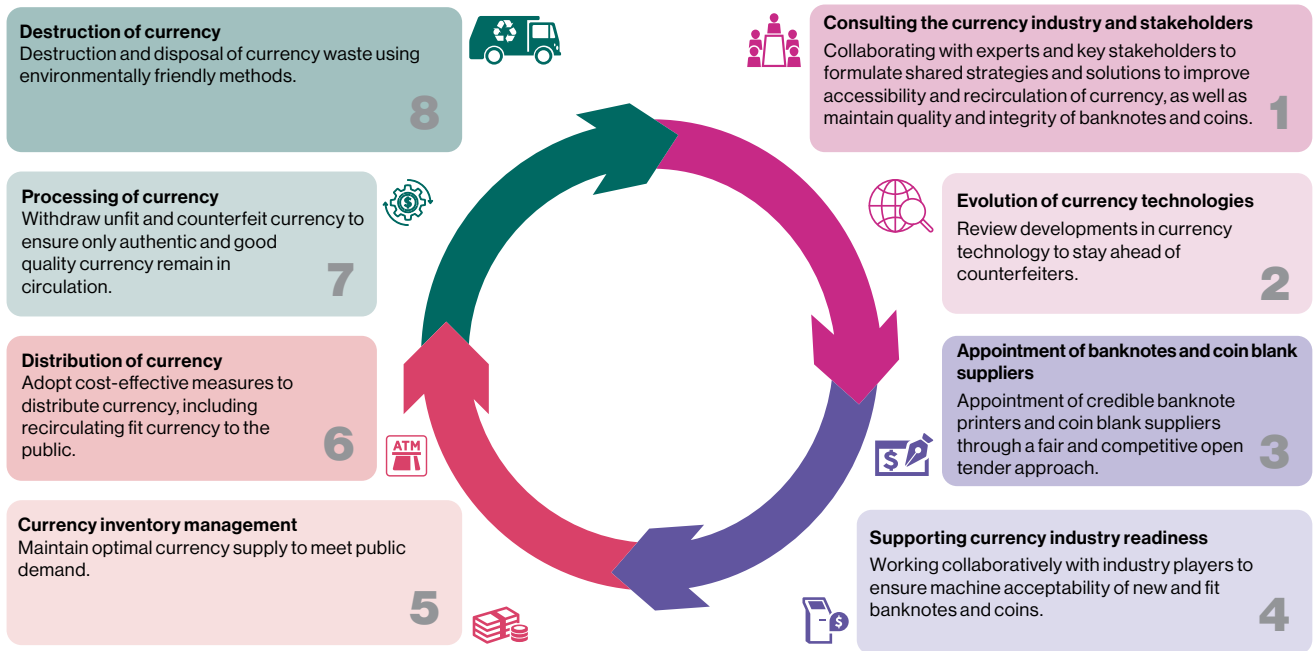 Consulting the currency industry and stakeholders
Collaborating with experts and key stakeholders to
formulate shared strategies and solutions to improve
accessibility and recirculation of currency, as well as
maintain quality and integrity of banknotes and coins.
1
Evolution of currency technologies
Review developments in currency
technology to stay ahead of
counterfeiters.
2
Appointment of banknotes and coin blank
suppliers
Appointment of credible banknote
printers and coin blank suppliers
through a fair and competitive open
tender approach.
3
$
Supporting currency industry readiness
Working collaboratively with industry players to
ensure machine acceptability of new and fit
banknotes and coins.
4
$
Currency inventory management
Maintain optimal currency supply to meet public
demand.
5
Distribution of currency
Adopt cost-effective measures to
distribute currency, including
recirculating fit currency to the
public.
6
ATM
Processing of currency
Withdraw unfit and counterfeit currency to
ensure only authentic and good
quality currency remain in
circulation.
7
$
Destruction of currency
Destruction and disposal of currency waste using
environmentally friendly methods.
8